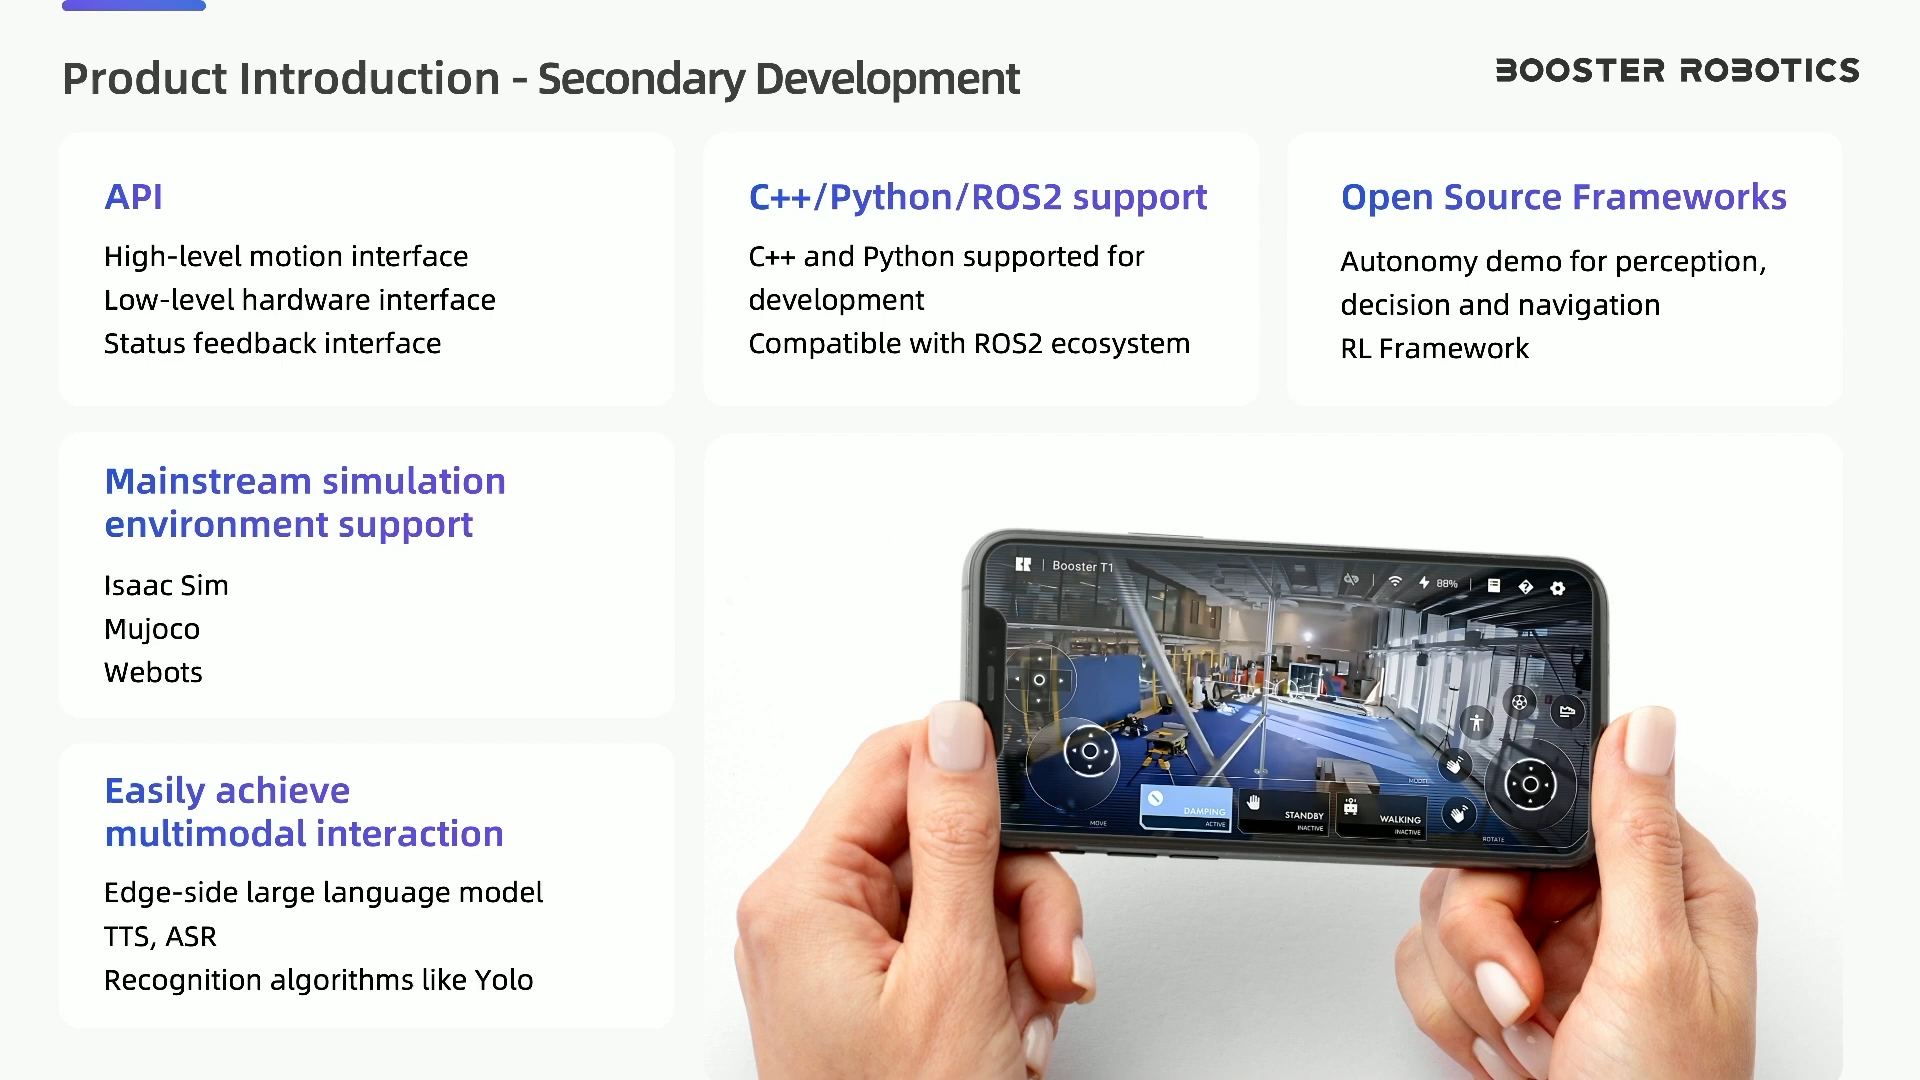 Product Introduction - Secondary Development
BOOSTER ROBOTICS
API
High-level motion interface
Low-level hardware interface
Status feedback interface
C++/Python/ROS2 support
C++ and Python supported for
development
Compatible with ROS2 ecosystem
Open Source Frameworks
Autonomy demo for perception,
decision and navigation
RL Framework
Mainstream simulation
environment support
Isaac Sim
Mujoco
Webots
Easily achieve
multimodal interaction
Edge-side large language model
TTS, ASR
Recognition algorithms like Yolo
Booster T1
88%
MODE
DAMPING
ACTIVE
STANDBY
INACTIVE
WALKING
INACTIVE
MOVE
ROTATE